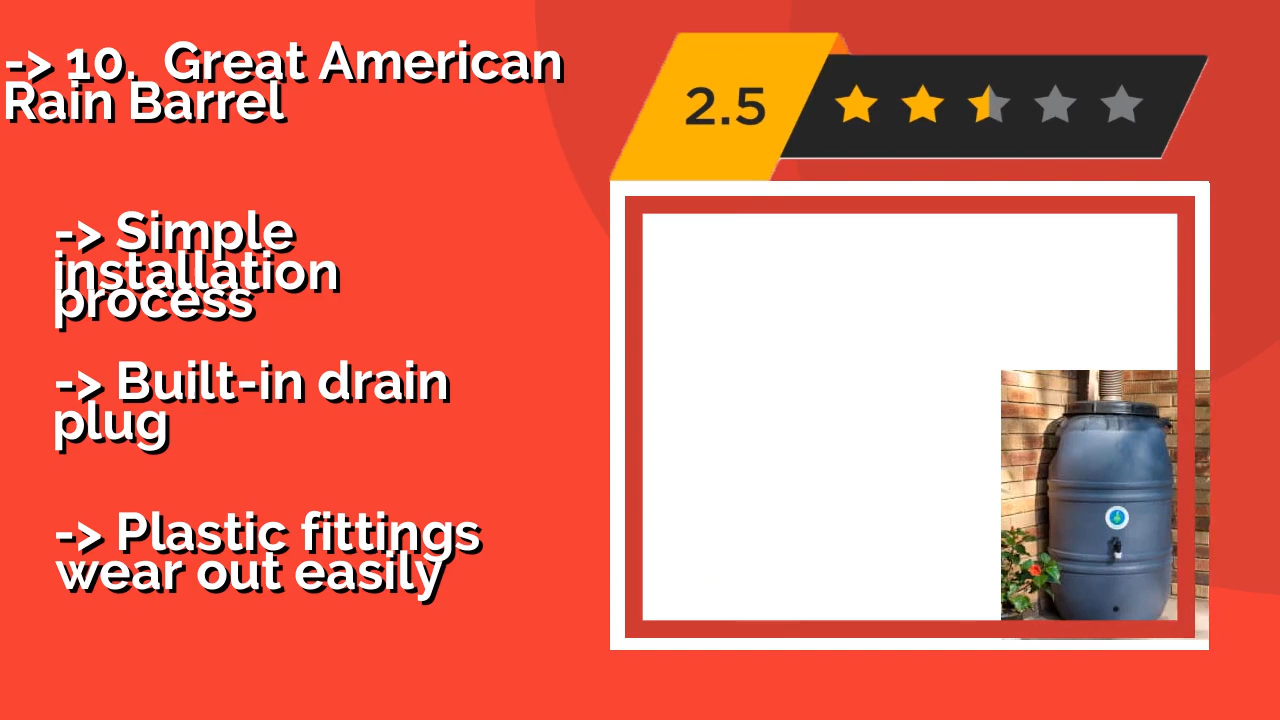 -> 10.  Great American
Rain Barrel
2.5
-> Simple
installation
process
-> Built-in drain
plug
-> Plastic fittings
wear out easily